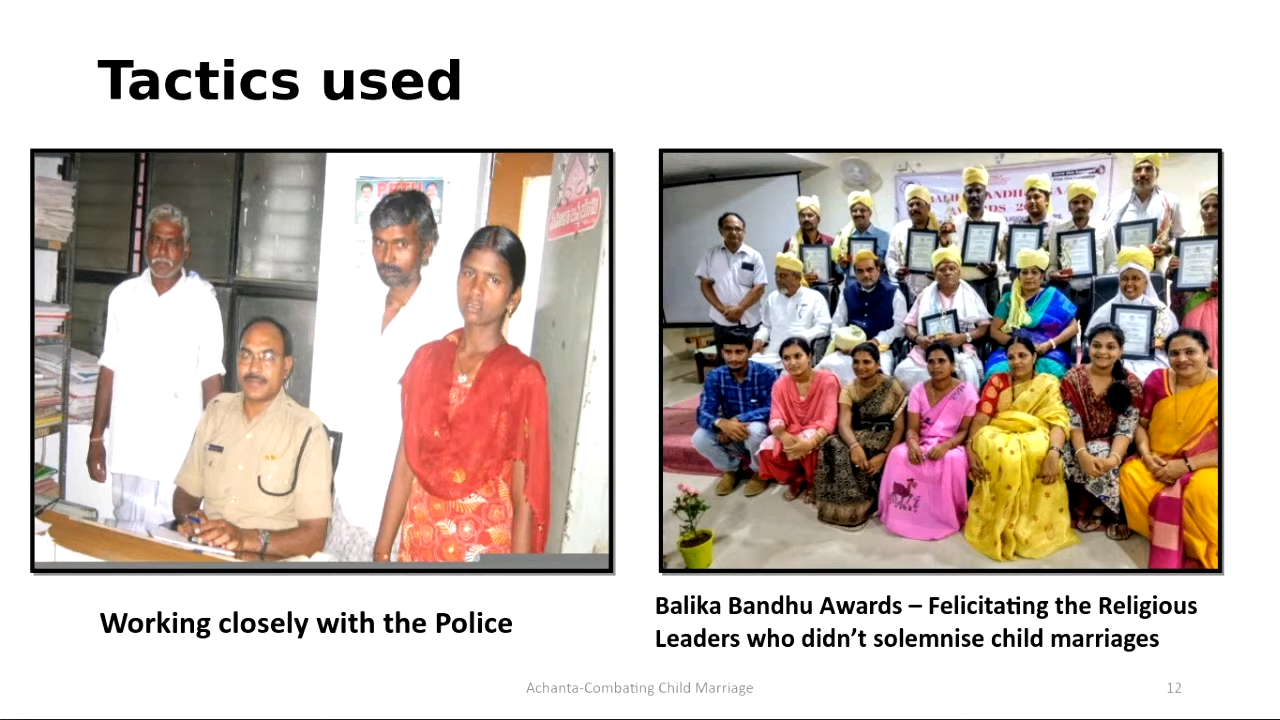 Tactics used
Working closely with the Police
Balika Bandhu Awards – Felicitating the Religious
Leaders who didn’t solemnise child marriages
Achanta-Combating Child Marriage
12